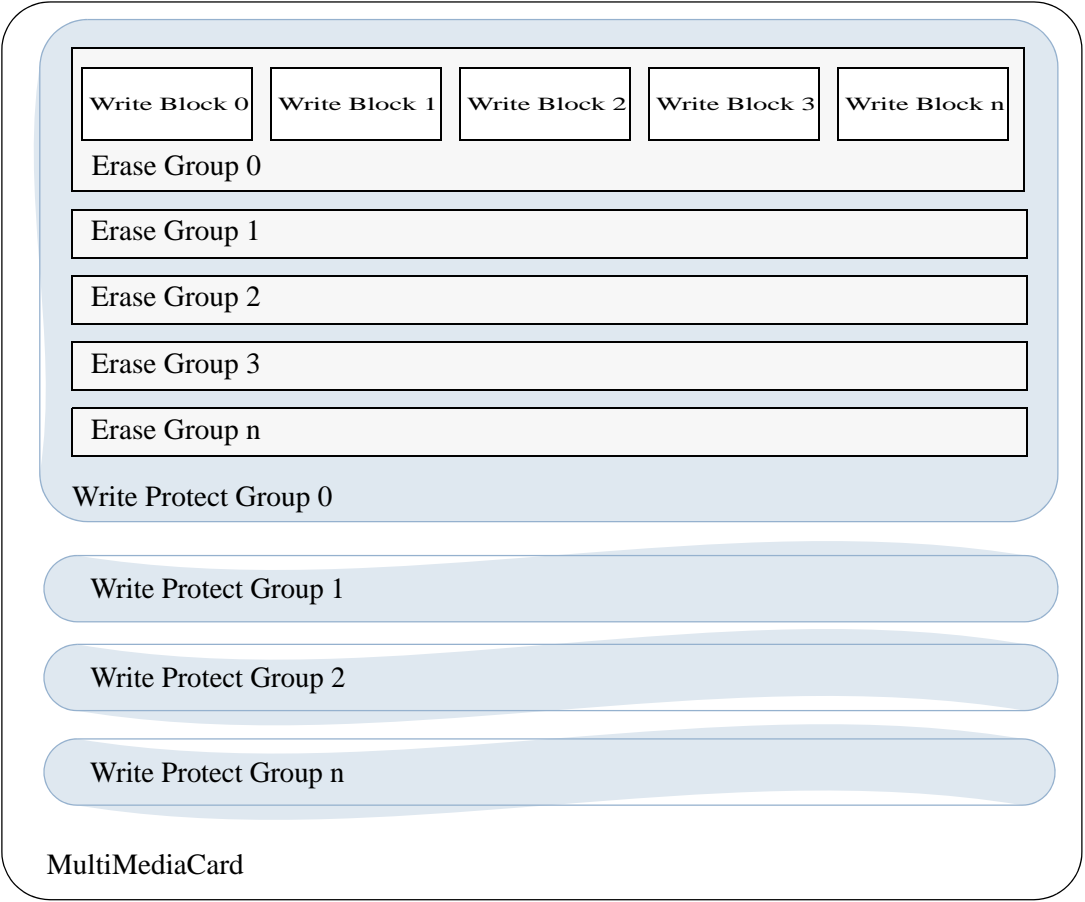 Write Block 0
Write Block 1
Write Block 2
Write Block 3
Write Block n
Erase Group 0
Erase Group 1
Erase Group 2
Erase Group 3
Erase Group n
Write Protect Group 0
Write Protect Group 1
Write Protect Group 2
Write Protect Group n
MultiMediaCard